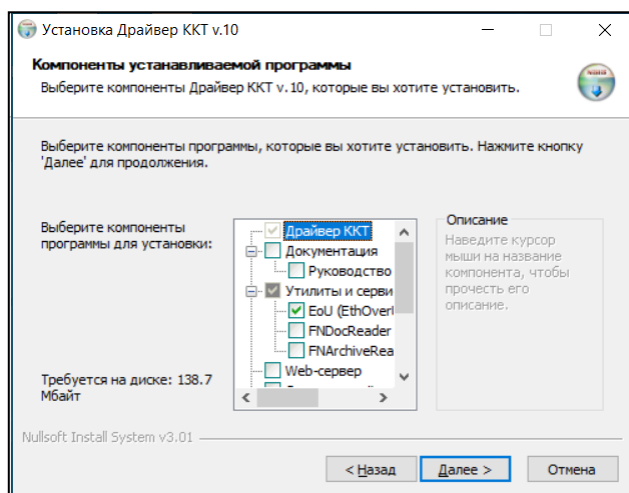 Установка Драйвер ККТ v.10
Компоненты устанавливаемой программы
Выберите компоненты Драйвер ККТ v.10, которые вы хотите установить.
Выберите компоненты программы, которые вы хотите установить. Нажмите кнопку
'Далее' для продолжения.
Выберите компоненты
программы для установки:
Драйвер ККТ
Документация
Руководство
Утилиты и серви
EoU (EthOverl
FNDocReader
FNArchiveRea
Web-сервер
Описание
Наведите курсор
мыши на название
компонента, чтобы
прочесть его
описание.
Требуется на диске: 138.7
Мбайт
Nullsoft Install System v3.01
< Назад
Далее >
Отмена